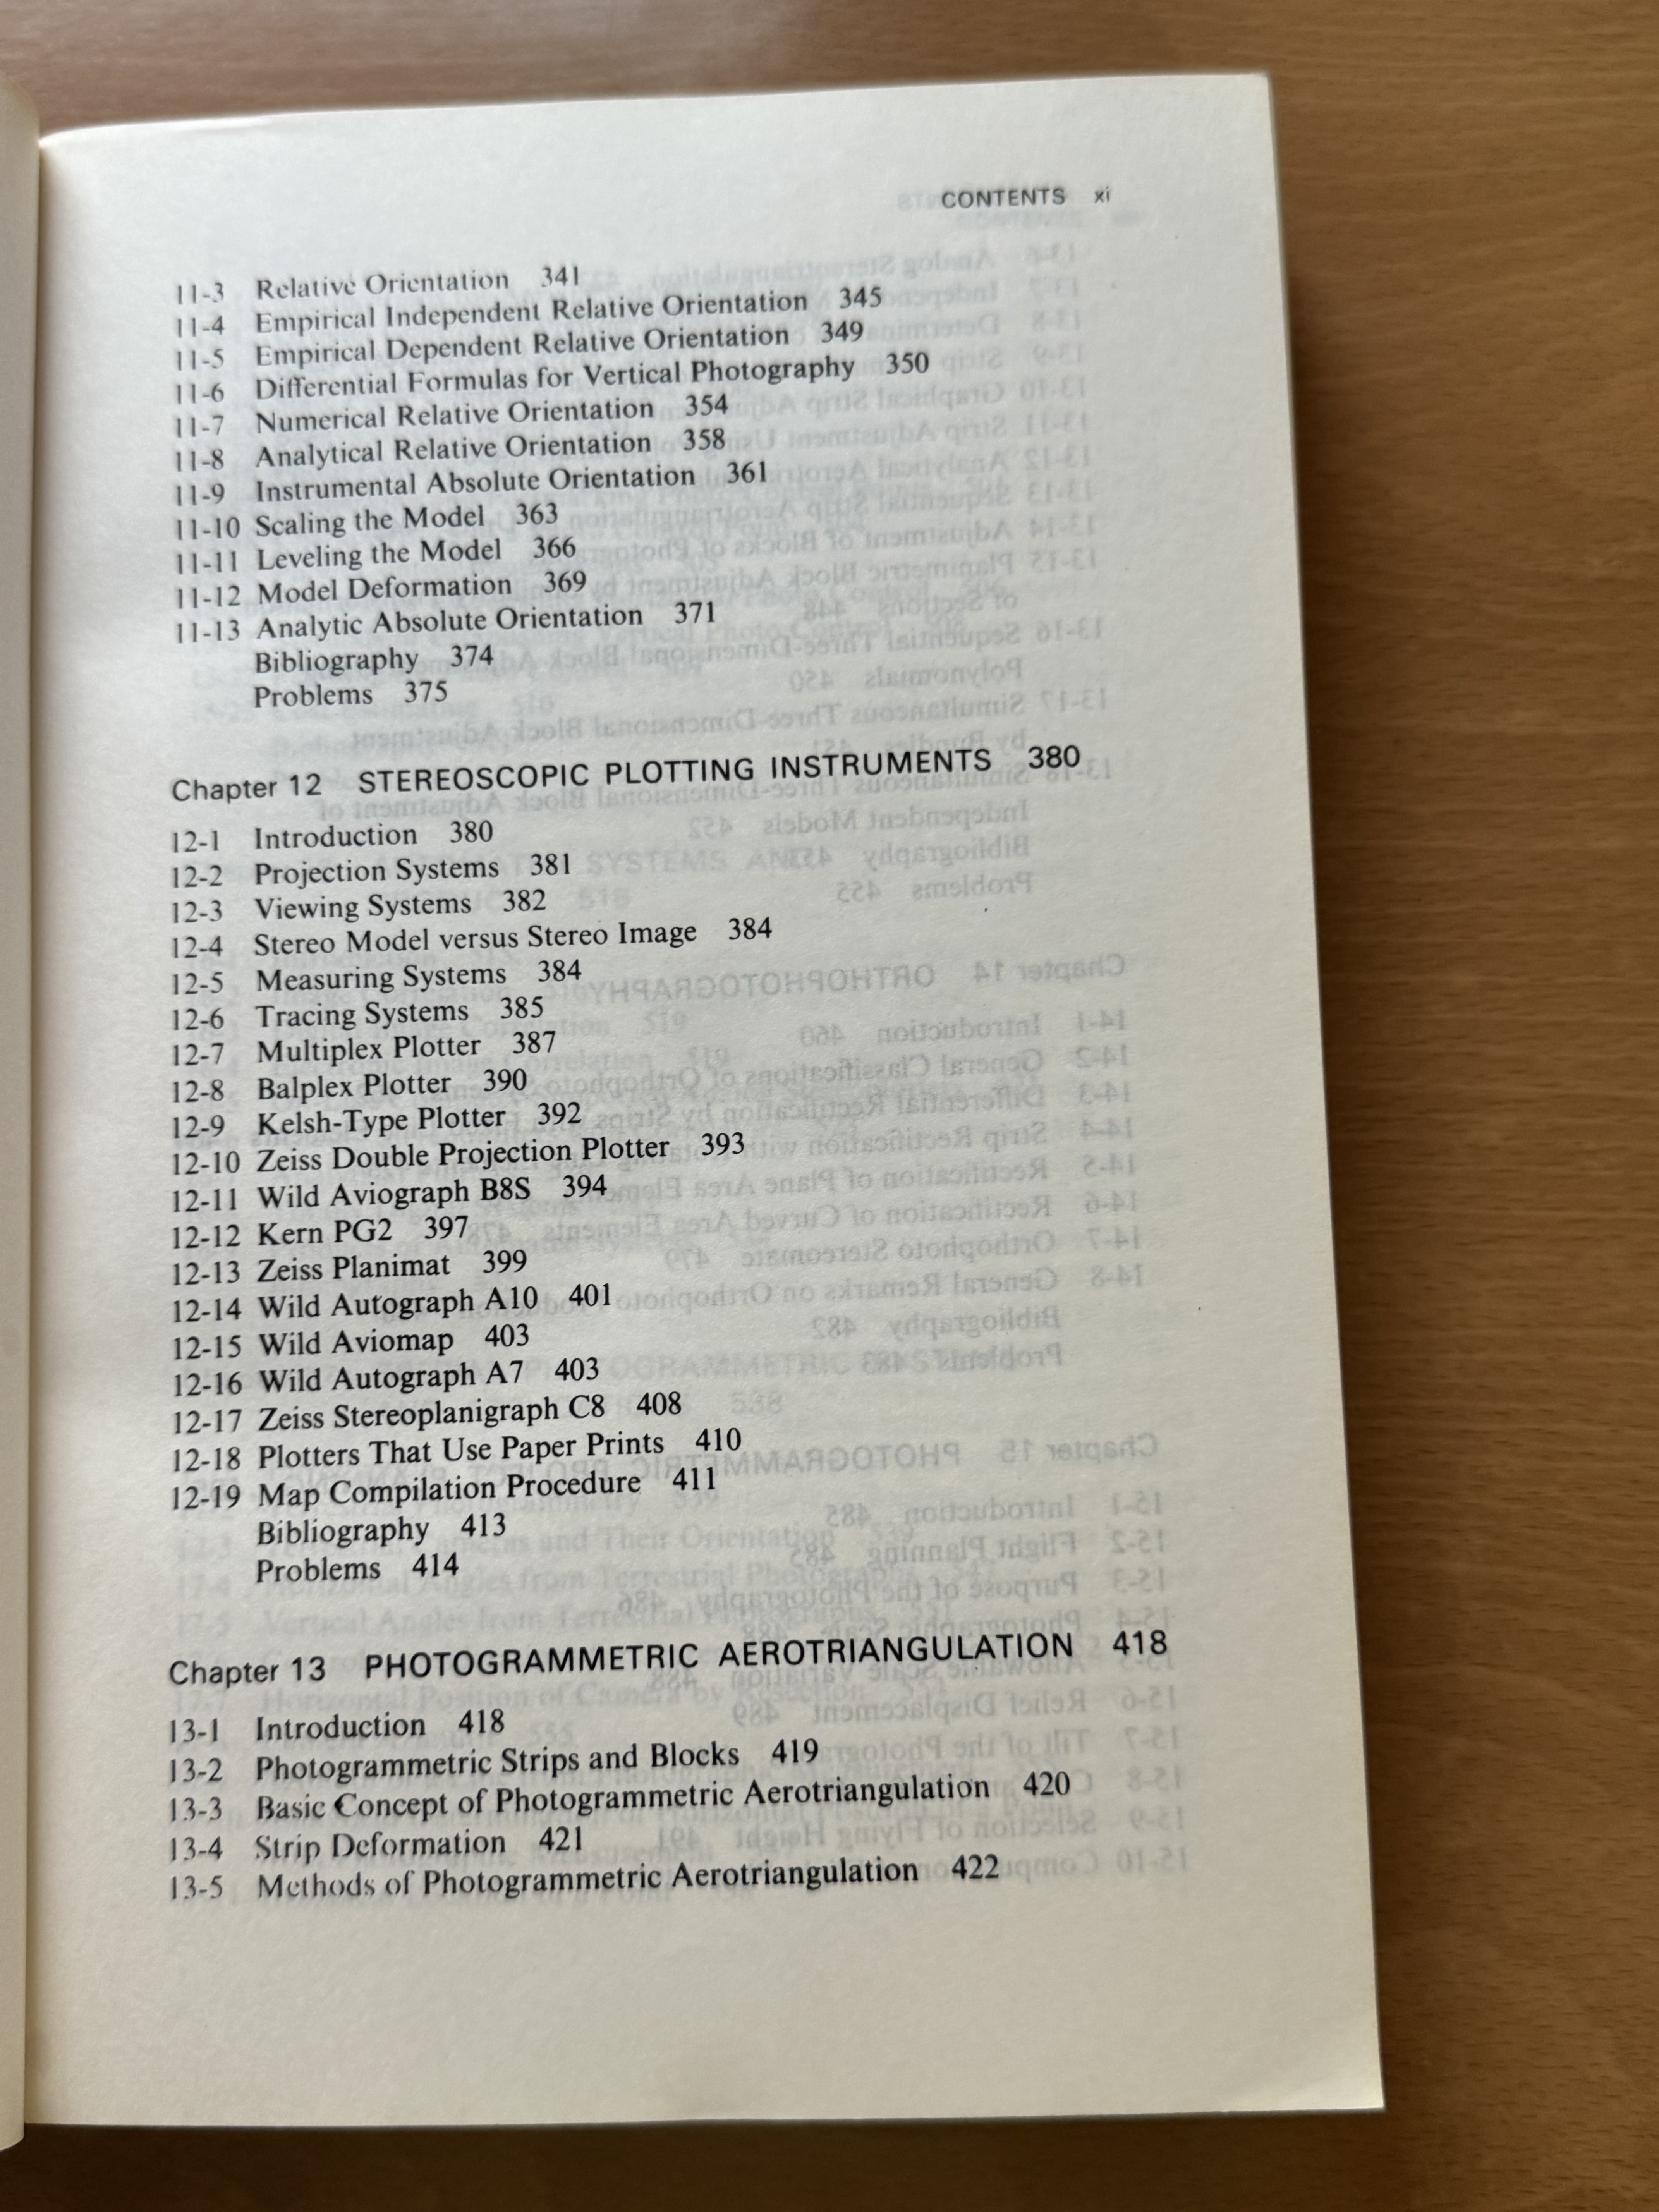 CONTENTS xi
11-3 Relative Orientation 341
11-4 Empirical Independent Relative Orientation 345
11-5 Empirical Dependent Relative Orientation 349
11-6 Differential Formulas for Vertical Photography 350
11-7 Numerical Relative Orientation 354
11-8 Analytical Relative Orientation 358
11-9 Instrumental Absolute Orientation 361
11-10 Scaling the Model 363
11-11 Leveling the Model 366
11-12 Model Deformation 369
11-13 Analytic Absolute Orientation 371
Bibliography 374
Problems 375
Chapter 12 STEREOSCOPIC PLOTTING INSTRUMENTS 380
12-1 Introduction 380
12-2 Projection Systems 381
12-3 Viewing Systems 382
12-4 Stereo Model versus Stereo Image 384
12-5 Measuring Systems 384
12-6 Tracing Systems 385
12-7 Multiplex Plotter 387
12-8 Balplex Plotter 390
12-9 Kelsh-Type Plotter 392
12-10 Zeiss Double Projection Plotter 393
12-11 Wild Aviograph B8S 394
12-12 Kern PG2 397
12-13 Zeiss Planimat 399
12-14 Wild Autograph A10 401
12-15 Wild Aviomap 403
12-16 Wild Autograph A7 403
12-17 Zeiss Stereoplanigraph C8 408
12-18 Plotters That Use Paper Prints 410
12-19 Map Compilation Procedure 411
Bibliography 413
Problems 414
Chapter 13 PHOTOGRAMMETRIC AEROTRIANGULATION 418
13-1 Introduction 418
13-2 Photogrammetric Strips and Blocks 419
13-3 Basic Concept of Photogrammetric Aerotriangulation 420
13-4 Strip Deformation 421
13-5 Methods of Photogrammetric Aerotriangulation 422